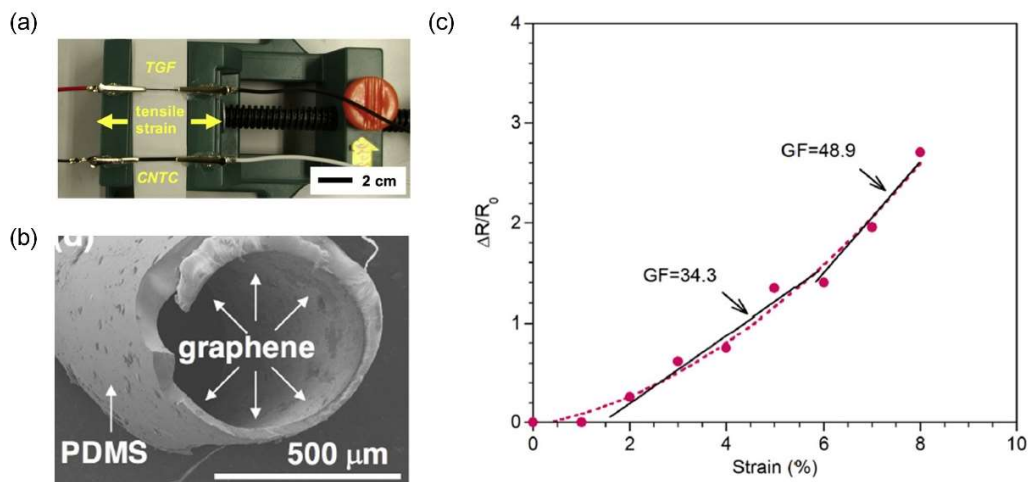 (a)
TGF
tensile
strain
CNTC
2 cm
(b)
graphene
PDMS
500 μm
(c)
4
3
2
1
0
ΔR/R0
GF=48.9
GF=34.3
0 2 4 6 8 10
Strain (%)